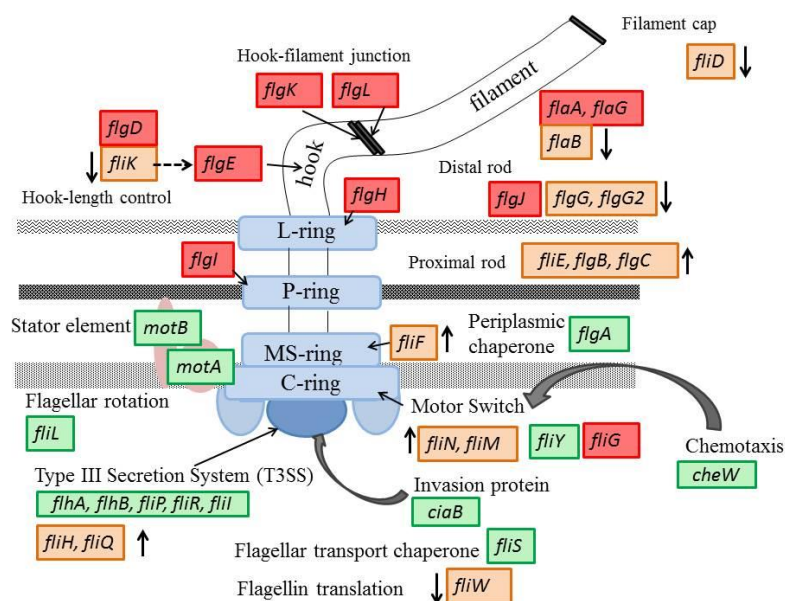 Filament cap
fliD
Hook-filament junction
flgK
flgL
filament
flaA, flaG
flaB
flgD
fliK
flgE
Hook-length control
hook
Distal rod
flgJ
flgG, flgG2
flgH
L-ring
flgI
Proximal rod
fliE, flgB, flgC
P-ring
Stator element
motB
motA
fliF
Periplasmic
chaperone
flgA
MS-ring
C-ring
Flagellar rotation
fliL
Motor Switch
fliN, fliM
fliY
fliG
Chemotaxis
cheW
Type III Secretion System (T3SS)
flhA, flhB, fliP, fliR, fliI
fliH, fliQ
Invasion protein
ciaB
Flagellar transport chaperone
fliS
Flagellin translation
fliW